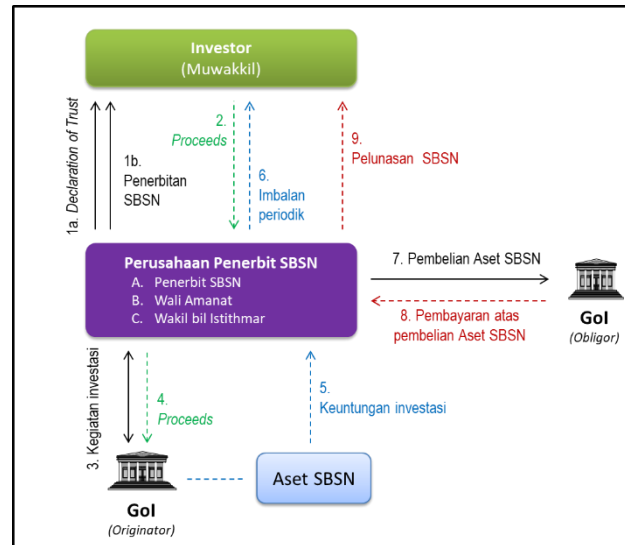 Investor
(Muwakkil)
1a. Declaration of Trust
1b.
Penerbitan
SBSN
2.
Proceeds
6.
Imbalan
periodik
9.
Pelunasan SBSN
Perusahaan Penerbit SBSN
A. Penerbit SBSN
B. Wali Amanat
C. Wakil bil Istithmar
7. Pembelian Aset SBSN
8. Pembayaran atas
pembelian Aset SBSN
GoI
(Obligor)
3. Kegiatan investasi
4.
Proceeds
5.
Keuntungan investasi
GoI
(Originator)
Aset SBSN